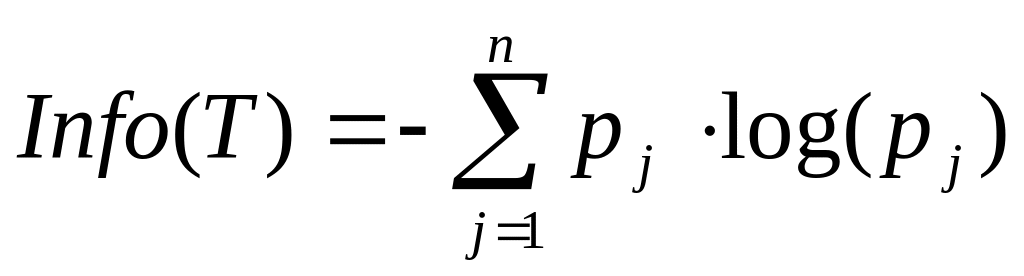 Info(T) = - ∑_{j=1}^{n} p_j · log(p_j)